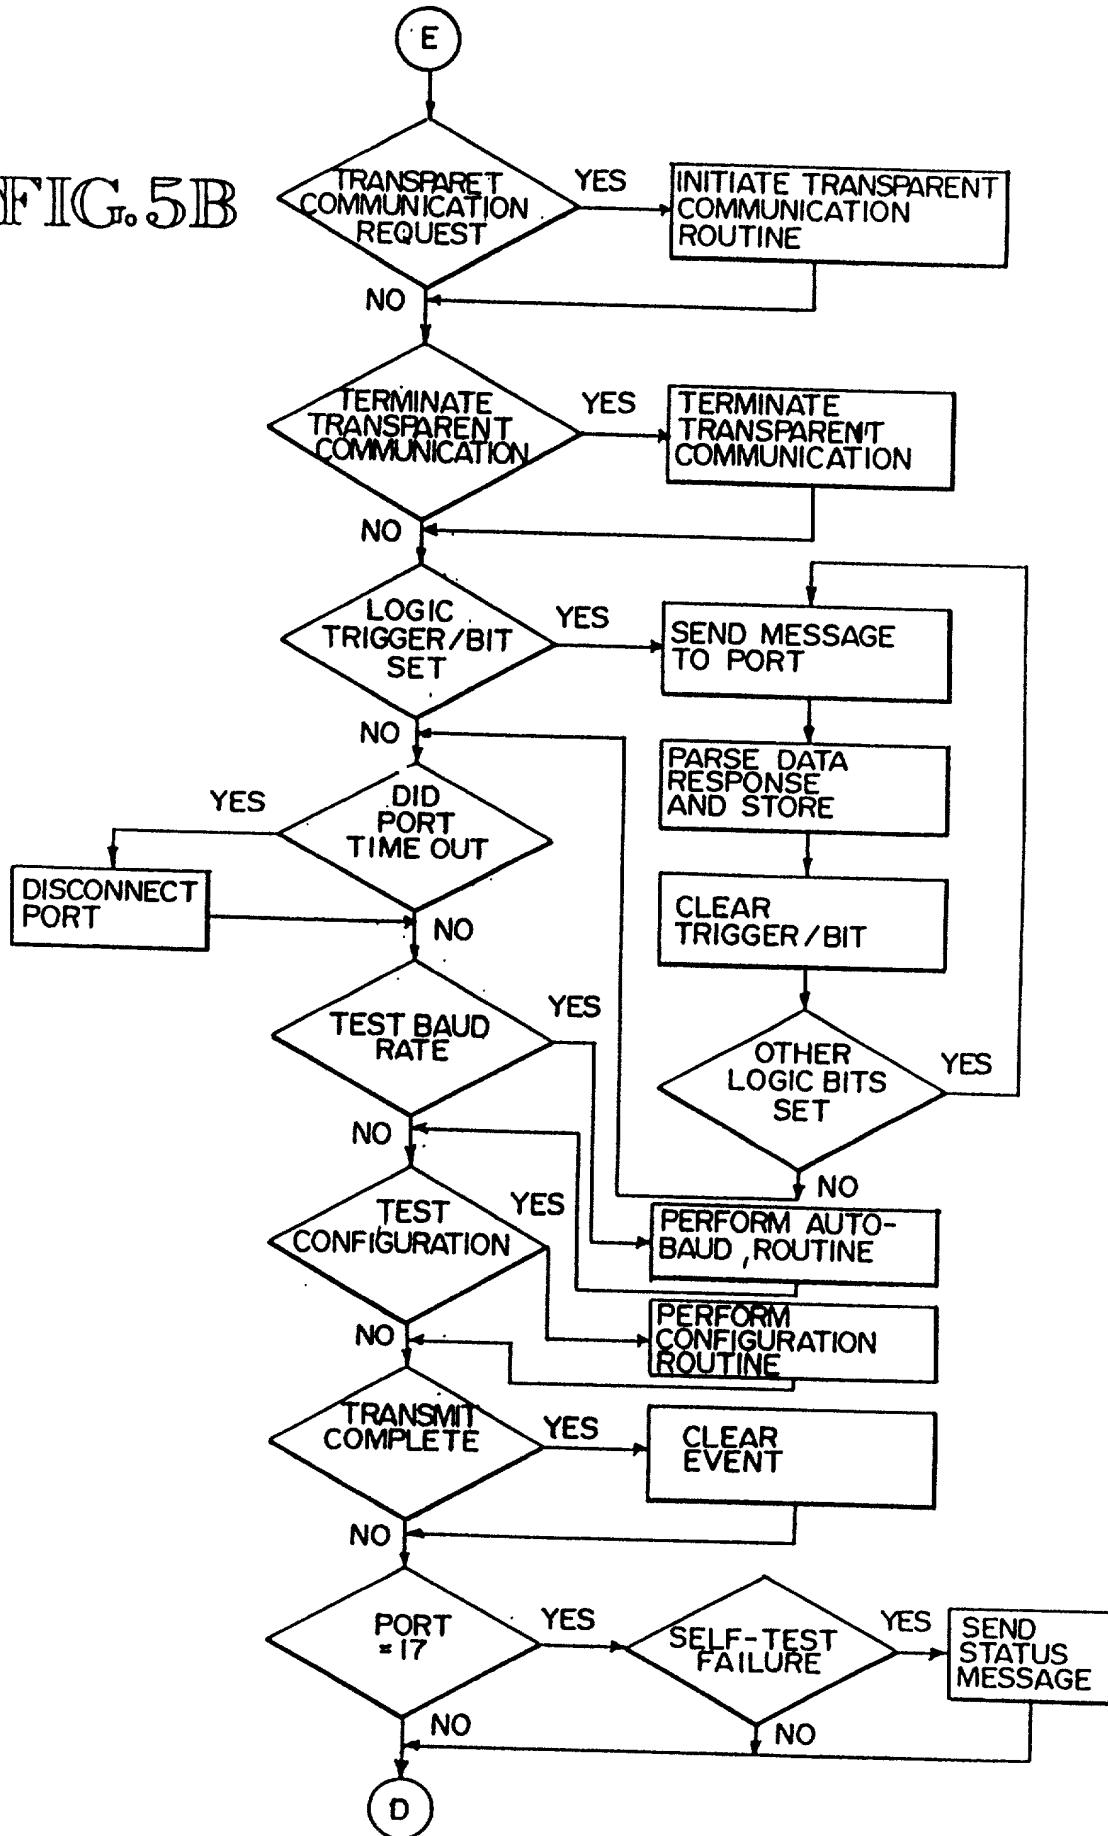 E
FIG. 5B
TRANSPARET
COMMUNICATION
REQUEST
YES
INITIATE TRANSPARENT
COMMUNICATION
ROUTINE
NO
TERMINATE
TRANSPARENT
COMMUNICATION
YES
TERMINATE
TRANSPARENT
COMMUNICATION
NO
LOGIC
TRIGGER/BIT
SET
YES
SEND MESSAGE
TO PORT
NO
PARSE DATA
RESPONSE
AND STORE
DID
PORT
TIME OUT
YES
DISCONNECT
PORT
NO
CLEAR
TRIGGER/BIT
TEST BAUD
RATE
YES
OTHER
LOGIC BITS
SET
YES
NO
NO
TEST
CONFIGURATION
YES
PERFORM AUTO-
BAUD, ROUTINE
NO
PERFORM
CONFIGURATION
ROUTINE
TRANSMIT
COMPLETE
YES
CLEAR
EVENT
NO
PORT
=17
YES
SELF-TEST
FAILURE
YES
SEND
STATUS
MESSAGE
NO
NO
D